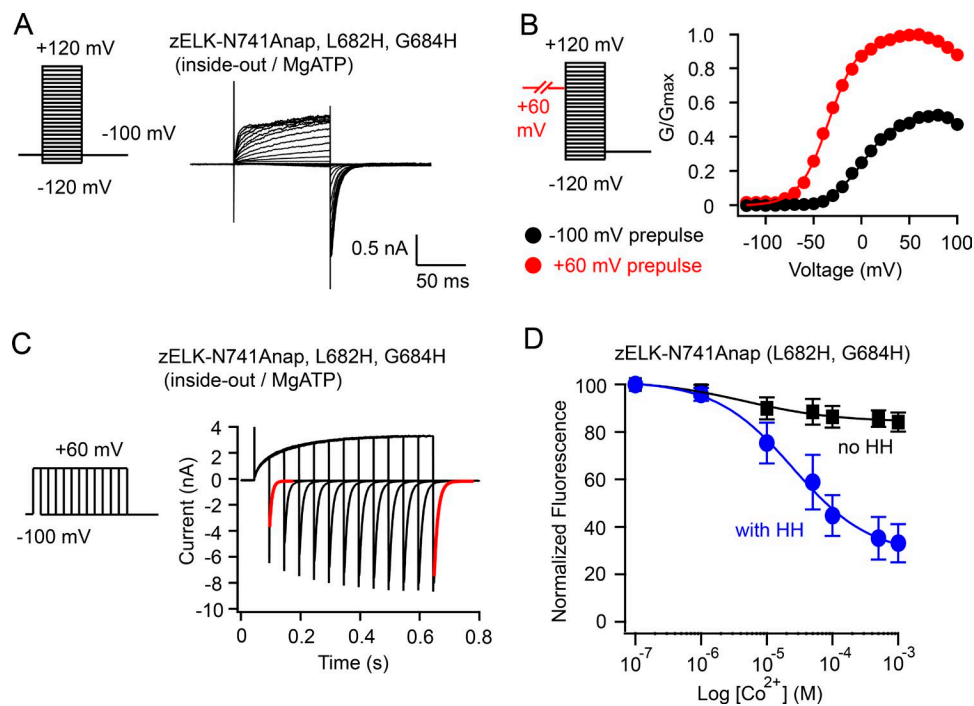 A
zELK-N741Anap, L682H, G684H
(inside-out / MgATP)
+120 mV
-100 mV
-120 mV
0.5 nA
50 ms
B
+120 mV
+60
mV
-120 mV
-100 mV prepulse
+60 mV prepulse
G/Gmax
1.0
0.8
0.6
0.4
0.2
0
-100
-50
0
50
100
Voltage (mV)
C
zELK-N741Anap, L682H, G684H
(inside-out / MgATP)
+60 mV
-100 mV
Current (nA)
4
2
0
-2
-4
-6
-8
-10
0
0.2
0.4
0.6
0.8
Time (s)
D
zELK-N741Anap (L682H, G684H)
Normalized Fluorescence
100
80
60
40
20
0
no HH
with HH
10⁻⁷
10⁻⁶
10⁻⁵
10⁻⁴
10⁻³
Log [Co²⁺] (M)